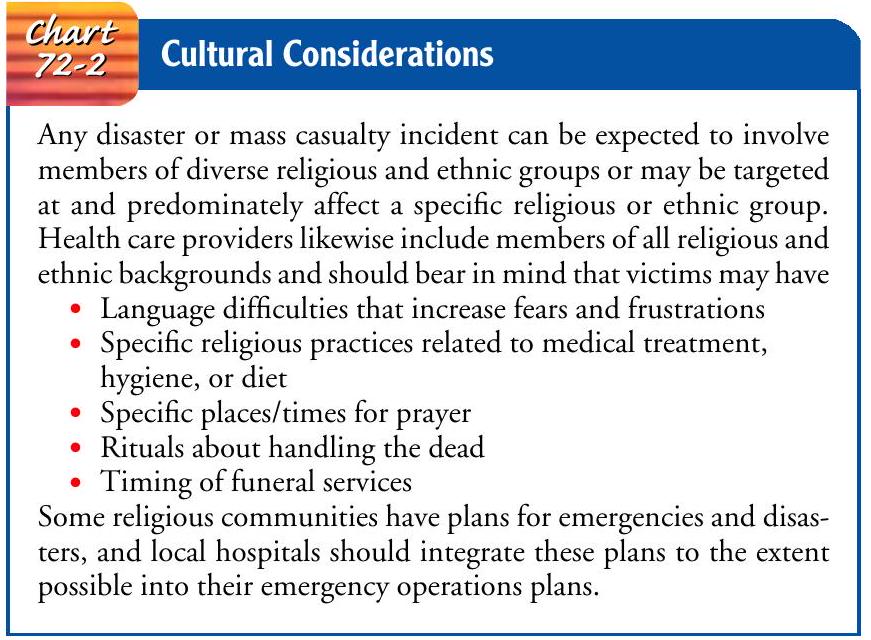 Chart
72-2
Cultural Considerations
Any disaster or mass casualty incident can be expected to involve
members of diverse religious and ethnic groups or may be targeted
at and predominately affect a specific religious or ethnic group.
Health care providers likewise include members of all religious and
ethnic backgrounds and should bear in mind that victims may have
• Language difficulties that increase fears and frustrations
• Specific religious practices related to medical treatment,
hygiene, or diet
• Specific places/times for prayer
• Rituals about handling the dead
• Timing of funeral services
Some religious communities have plans for emergencies and disas-
ters, and local hospitals should integrate these plans to the extent
possible into their emergency operations plans.